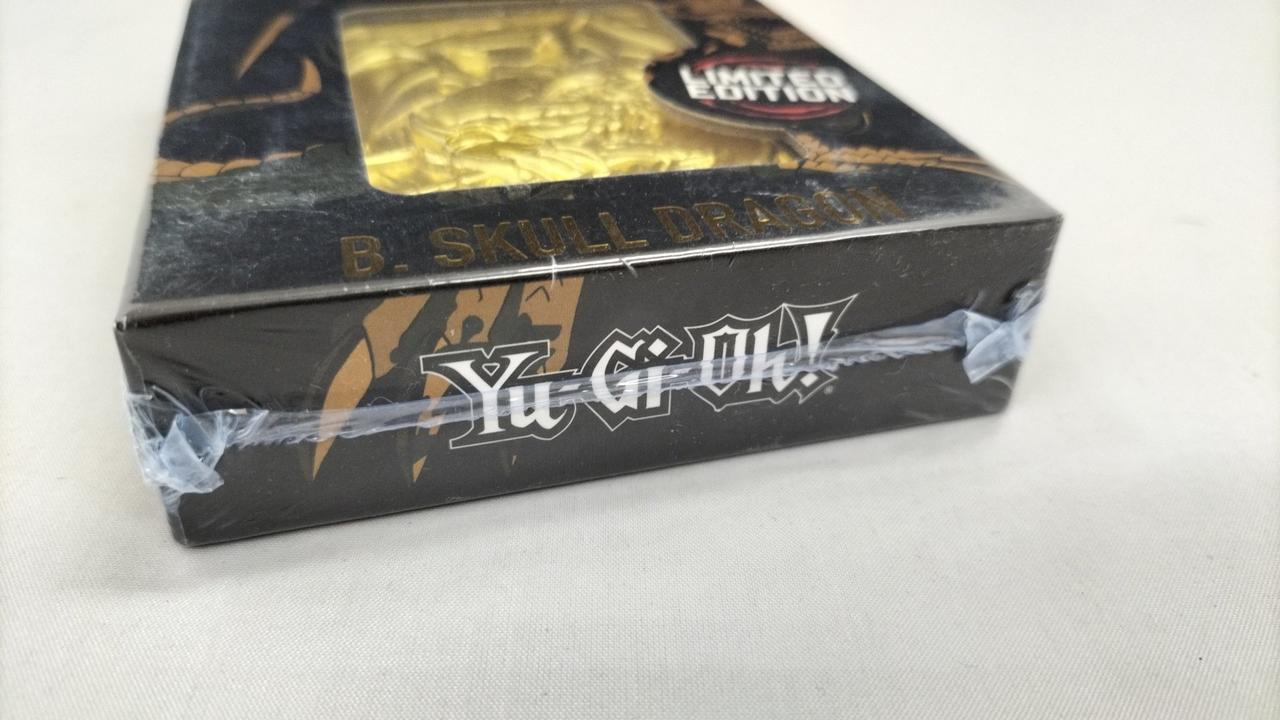 LIMITED
EDITION
B. SKULL DRAGON
Yu-Gi-Oh!